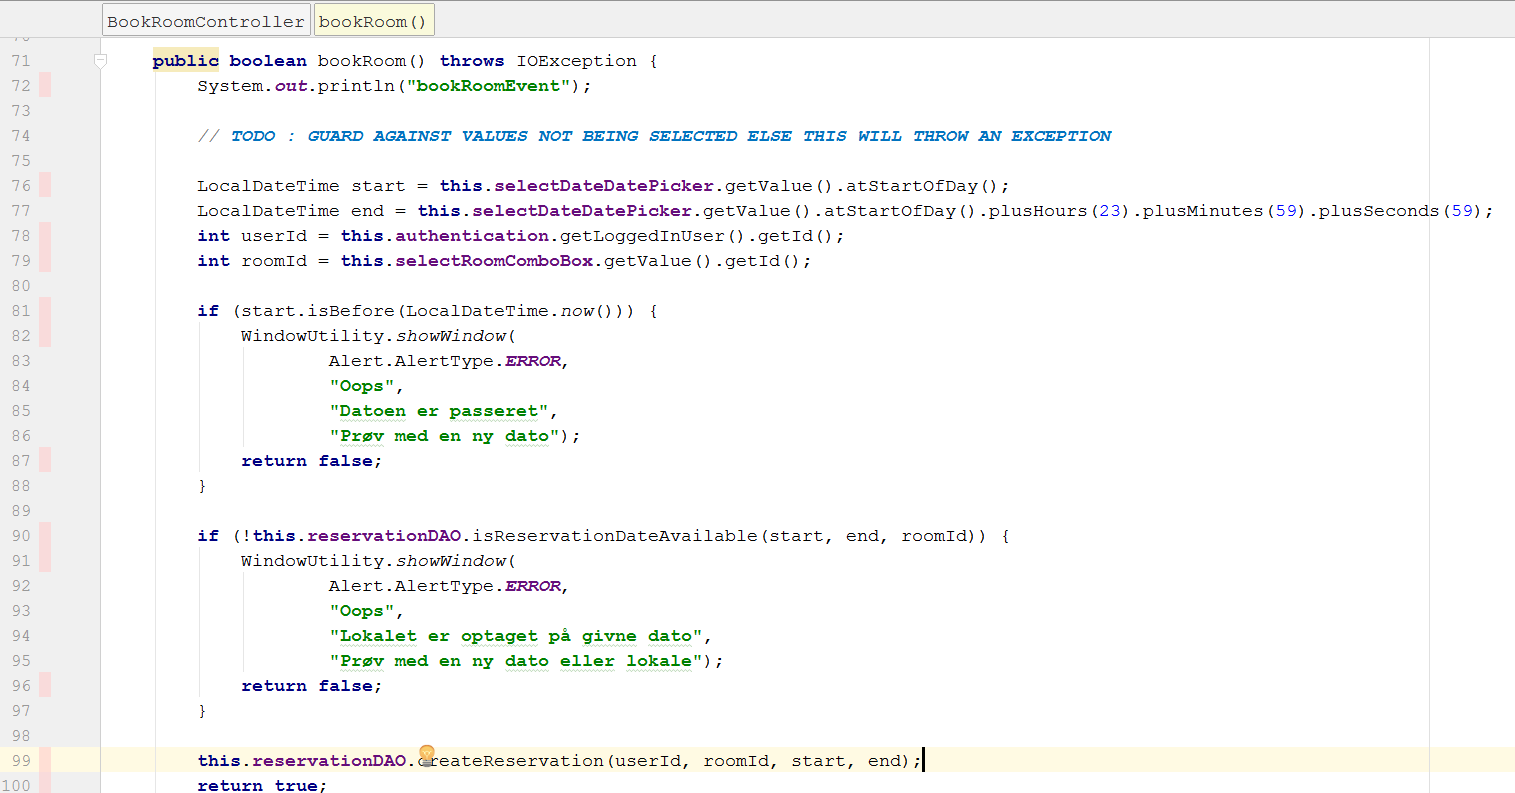 BookRoomController bookRoom()
70
71 public boolean bookRoom() throws IOException {
72 System.out.println("bookRoomEvent");
73
74 // TODO : GUARD AGAINST VALUES NOT BEING SELECTED ELSE THIS WILL THROW AN EXCEPTION
75
76 LocalDateTime start = this.selectDateDatePicker.getValue().atStartOfDay();
77 LocalDateTime end = this.selectDateDatePicker.getValue().atStartOfDay().plusHours(23).plusMinutes(59).plusSeconds(59);
78 int userId = this.authentication.getLoggedInUser().getId();
79 int roomId = this.selectRoomComboBox.getValue().getId();
80
81 if (start.isBefore(LocalDateTime.now())) {
82 WindowUtility.showWindow(
83 Alert.AlertType.ERROR,
84 "Oops",
85 "Datoen er passeret",
86 "Prøv med en ny dato");
87 return false;
88 }
89
90 if (!this.reservationDAO.isReservationDateAvailable(start, end, roomId)) {
91 WindowUtility.showWindow(
92 Alert.AlertType.ERROR,
93 "Oops",
94 "Lokalet er optaget på givne dato",
95 "Prøv med en ny dato eller lokale");
96 return false;
97 }
98
99 this.reservationDAO.createReservation(userId, roomId, start, end);
100 return true;